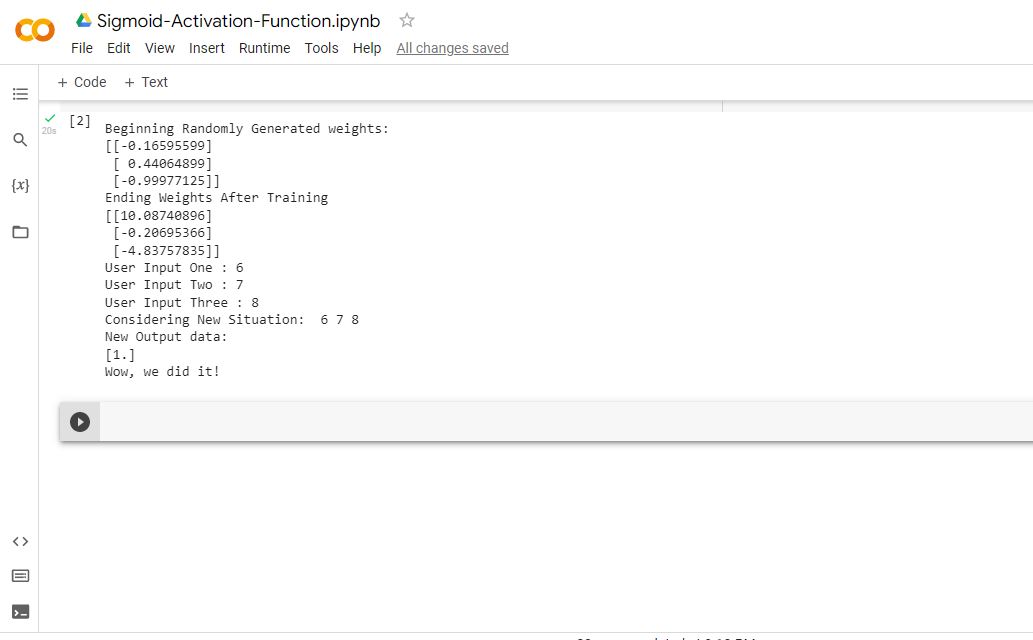 Sigmoid-Activation-Function.ipynb
File Edit View Insert Runtime Tools Help All changes saved
+ Code + Text
[2]
20s
Beginning Randomly Generated weights:
[[-0.16595599]
[ 0.44064899]
[-0.99977125]]
Ending Weights After Training
[[10.08740896]
[-0.20695366]
[-4.83757835]]
User Input One : 6
User Input Two : 7
User Input Three : 8
Considering New Situation:  6 7 8
New Output data:
[1.]
Wow, we did it!
{x}